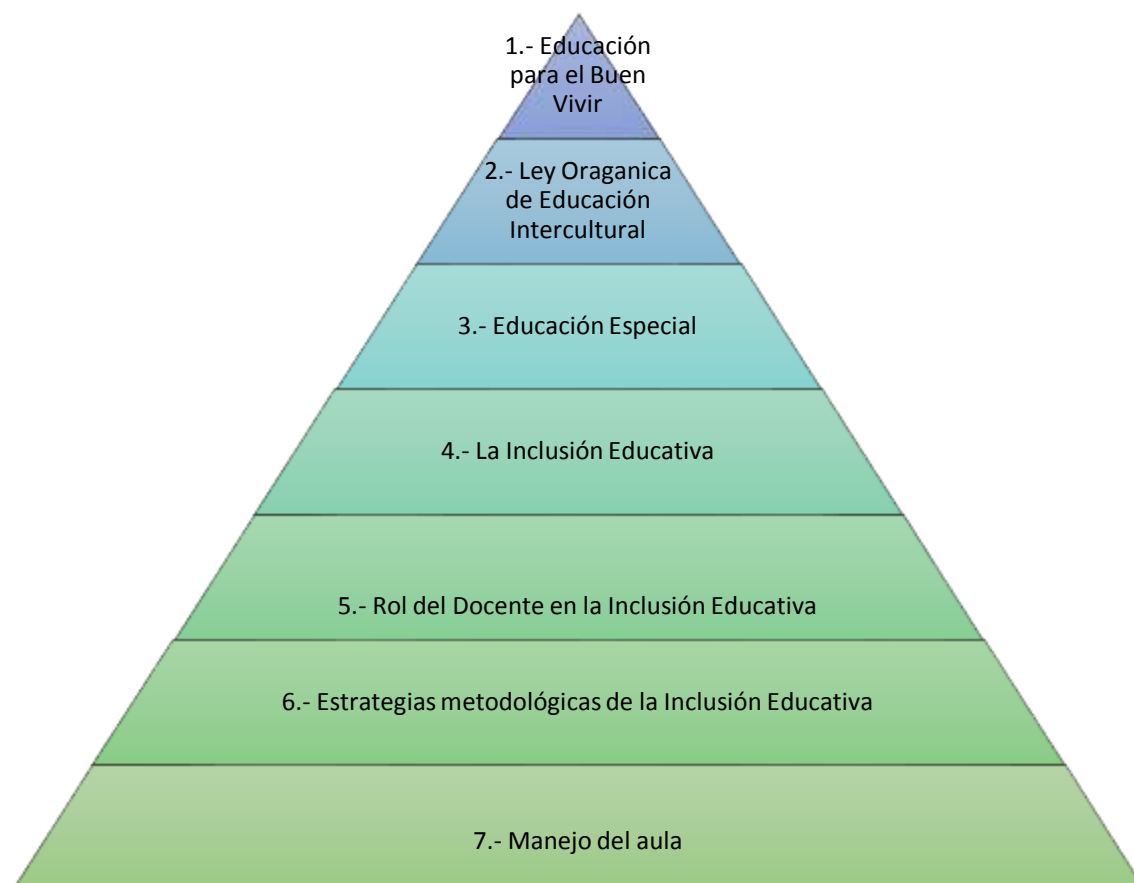 1.- Educación
para el Buen
Vivir
2.- Ley Oraganica
de Educación
Intercultural
3.- Educación Especial
4.- La Inclusión Educativa
5.- Rol del Docente en la Inclusión Educativa
6.- Estrategias metodológicas de la Inclusión Educativa
7.- Manejo del aula